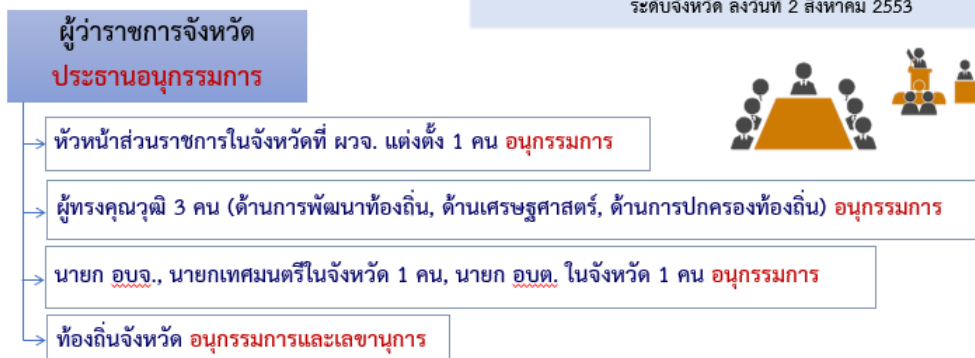 ระดับจังหวัด ลงวันที่ 2 สิงหาคม 2553
ผู้ว่าราชการจังหวัด
ประธานอนุกรรมการ
หัวหน้าส่วนราชการในจังหวัดที่ ผวจ. แต่งตั้ง 1 คน อนุกรรมการ
ผู้ทรงคุณวุฒิ 3 คน (ด้านการพัฒนาท้องถิ่น, ด้านเศรษฐศาสตร์, ด้านการปกครองท้องถิ่น) อนุกรรมการ
นายก อบจ., นายกเทศมนตรีในจังหวัด 1 คน, นายก อบต. ในจังหวัด 1 คน อนุกรรมการ
ท้องถิ่นจังหวัด อนุกรรมการและเลขานุการ